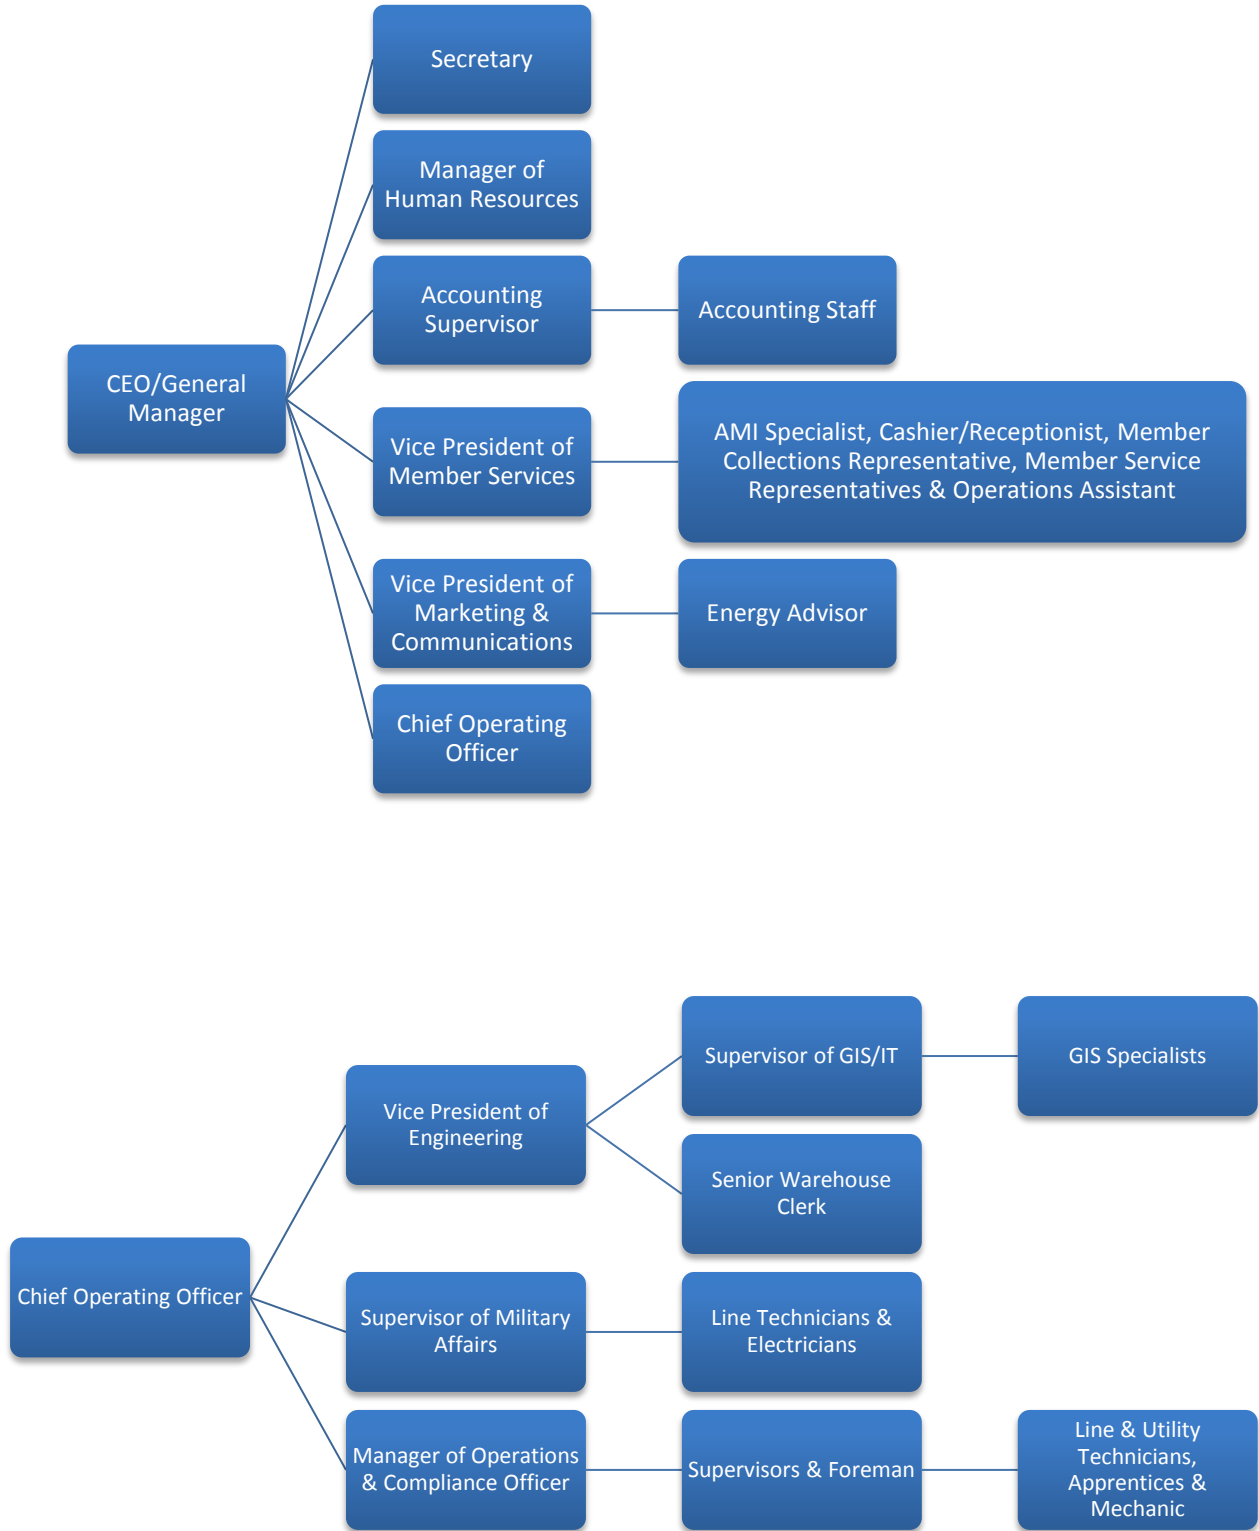 Secretary
Manager of
Human Resources
Accounting
Supervisor
Accounting Staff
CEO/General
Manager
Vice President of
Member Services
AMI Specialist, Cashier/Receptionist, Member
Collections Representative, Member Service
Representatives & Operations Assistant
Vice President of
Marketing &
Communications
Energy Advisor
Chief Operating
Officer
Supervisor of GIS/IT
GIS Specialists
Vice President of
Engineering
Senior Warehouse
Clerk
Chief Operating Officer
Supervisor of Military
Affairs
Line Technicians &
Electricians
Manager of Operations
& Compliance Officer
Supervisors & Foreman
Line & Utility
Technicians,
Apprentices &
Mechanic